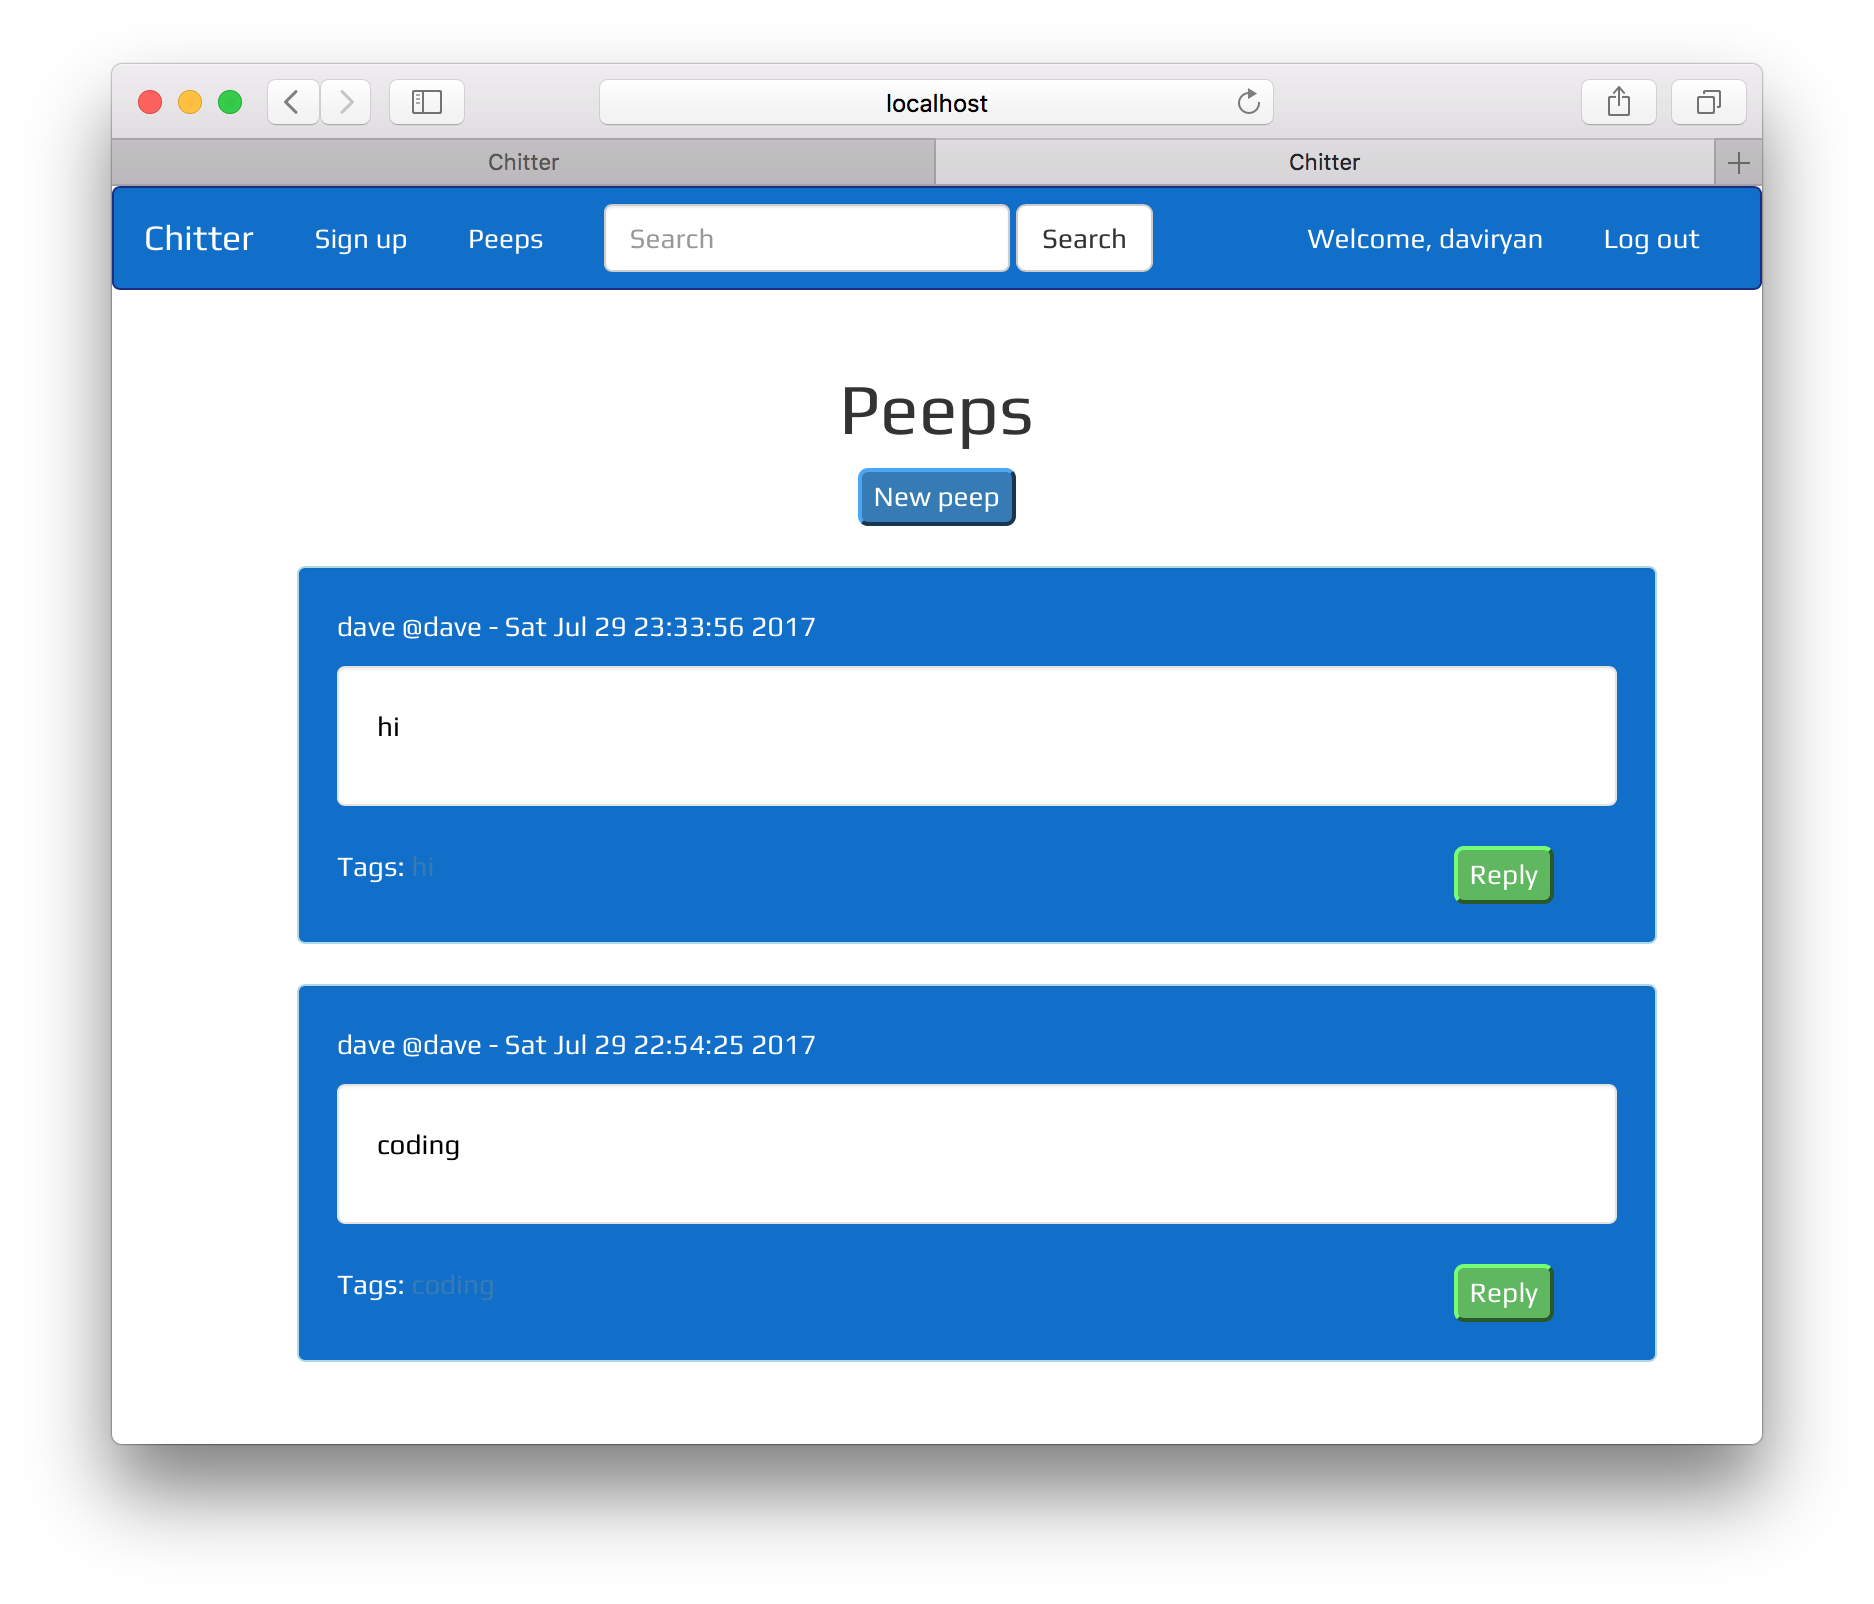 localhost
Chitter Chitter
Chitter Sign up Peeps Search Search Welcome, daviryan Log out
Peeps
New peep
dave @dave - Sat Jul 29 23:33:56 2017
hi
Tags: hi Reply
dave @dave - Sat Jul 29 22:54:25 2017
coding
Tags: coding Reply